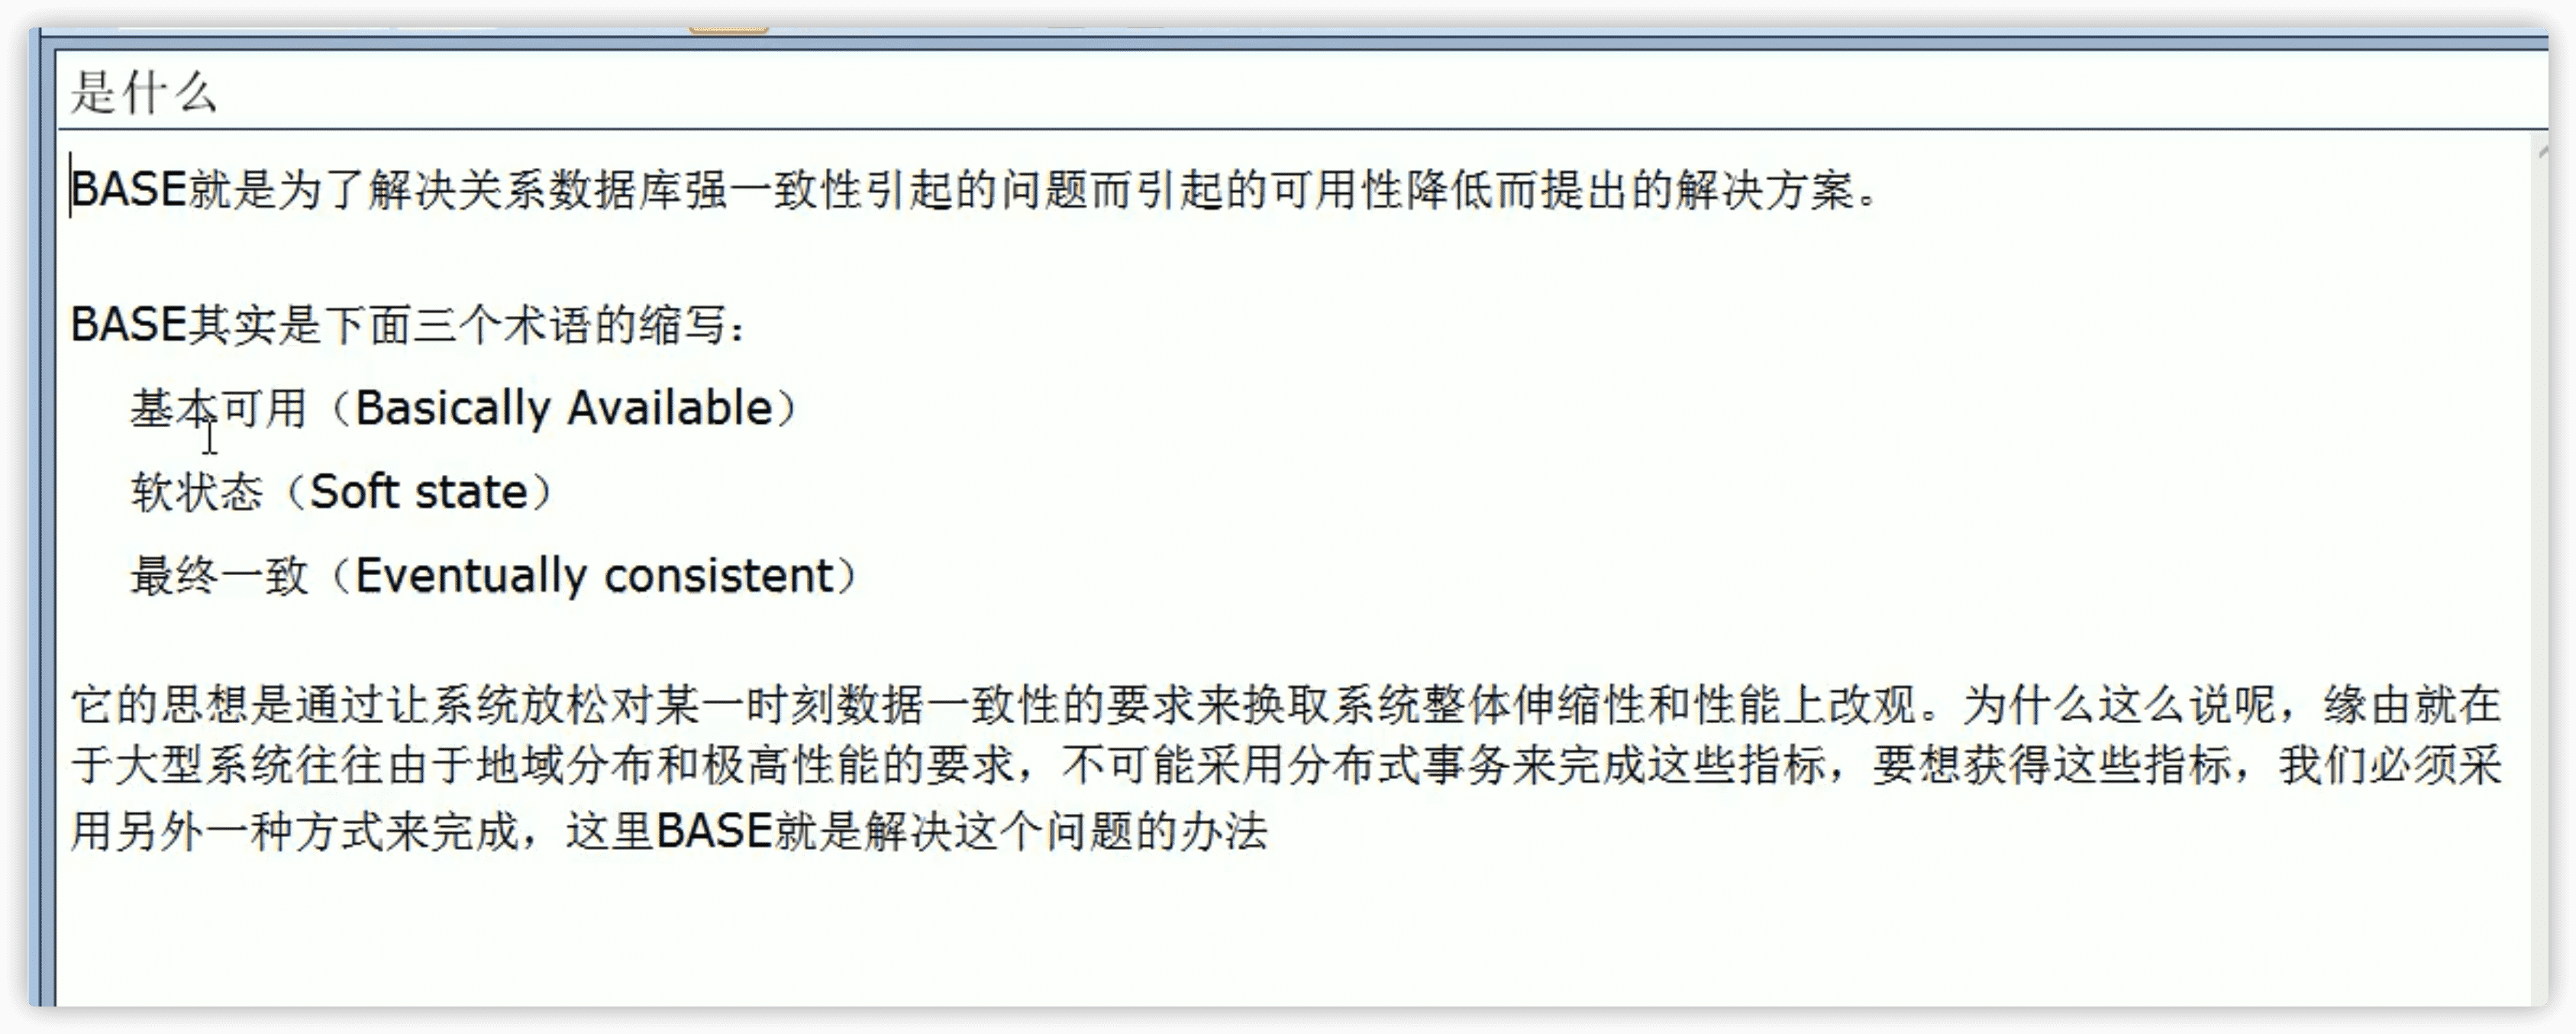 是什么
BASE就是为了解决关系数据库强一致性引起的问题而引起的可用性降低而提出的解决方案。
BASE其实是下面三个术语的缩写：
基本可用（Basically Available）
软状态（Soft state）
最终一致（Eventually consistent）
它的思想是通过让系统放松对某一时刻数据一致性的要求来换取系统整体伸缩性和性能上改观。为什么这么说呢，缘由就在
于大型系统往往由于地域分布和极高性能的要求，不可能采用分布式事务来完成这些指标，要想获得这些指标，我们必须采
用另外一种方式来完成，这里BASE就是解决这个问题的办法